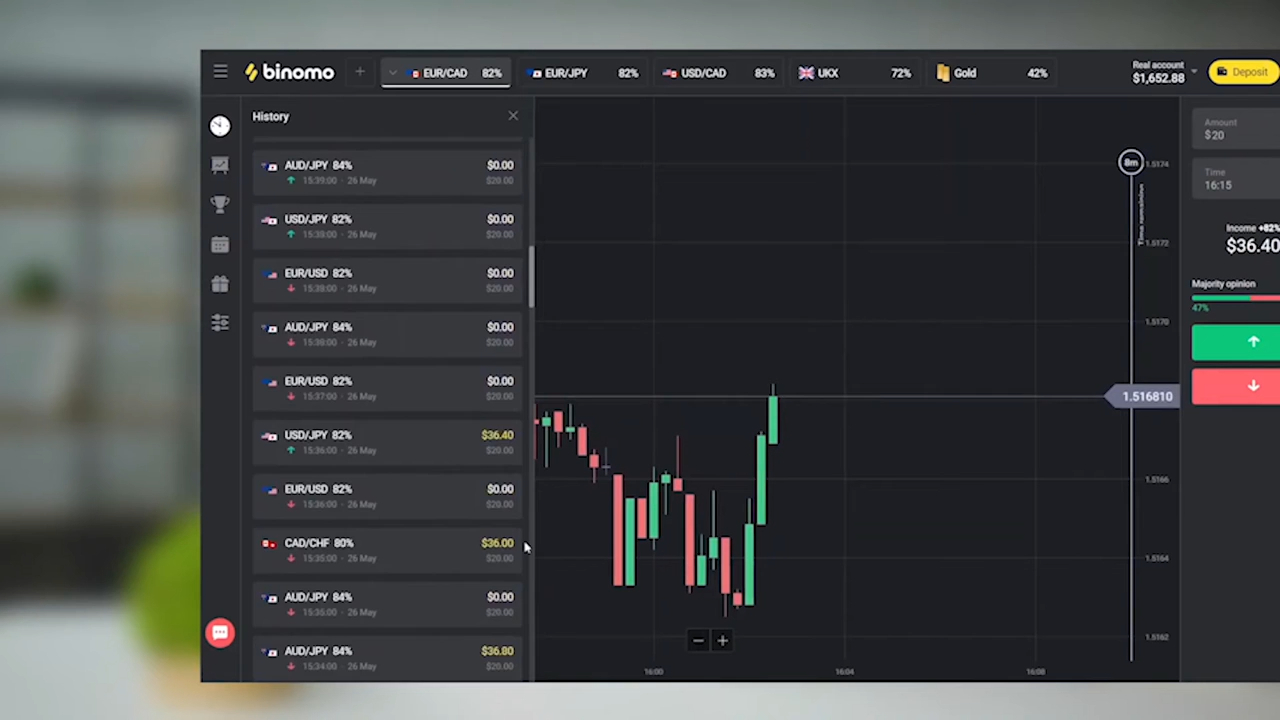 binomo
+
EUR/CAD 82%
EUR/JPY 82%
USD/CAD 83%
UKX 72%
Gold 42%
Real account
$1,652.88
Deposit
History
AUD/JPY 84% $0.00
15:39:00 · 26 May $20.00
USD/JPY 82% $0.00
15:38:00 · 26 May $20.00
EUR/USD 82% $0.00
15:38:00 · 26 May $20.00
AUD/JPY 84% $0.00
15:38:00 · 26 May $20.00
EUR/USD 82% $0.00
15:37:00 · 26 May $20.00
USD/JPY 82% $36.40
15:36:00 · 26 May $20.00
EUR/USD 82% $0.00
15:36:00 · 26 May $20.00
CAD/CHF 80% $36.00
15:35:00 · 26 May $20.00
AUD/JPY 84% $0.00
15:35:00 · 26 May $20.00
AUD/JPY 84% $36.80
15:34:00 · 26 May $20.00
8m
Time remaining
1.5174
1.5172
1.5170
1.516810
1.5166
1.5164
1.5162
− +
16:00
16:04
16:08
Amount
$20
Time
16:15
Income +82%
$36.40
Majority opinion
47%